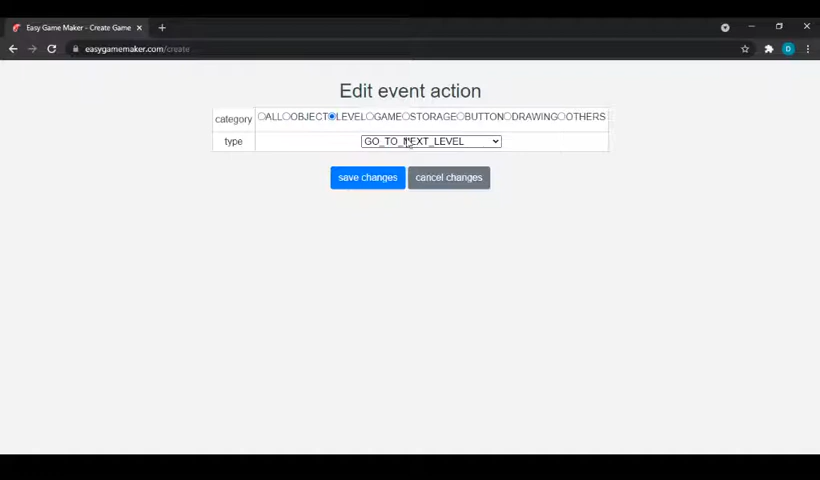 Easy Game Maker - Create Game
easygamemaker.com/create
D
Edit event action
category ALL OBJECT LEVEL GAME STORAGE BUTTON DRAWING OTHERS
type GO_TO_NEXT_LEVEL
save changes cancel changes